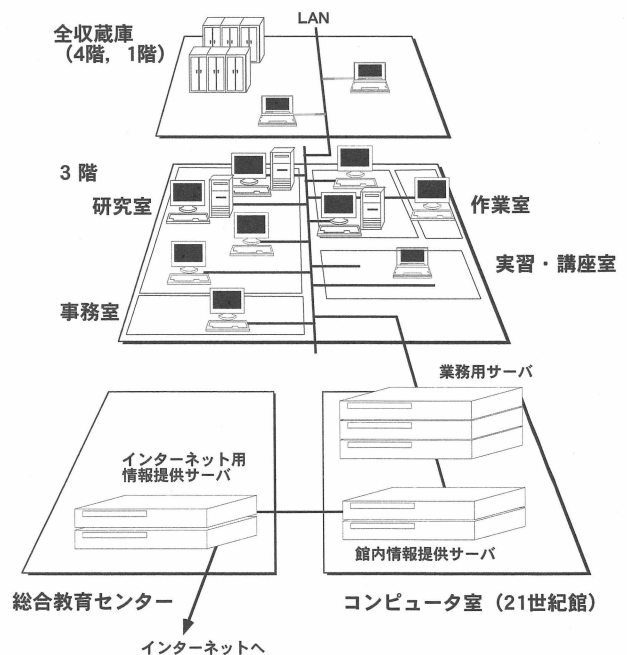 LAN
全収蔵庫
(4階，1階)
3階
研究室
作業室
実習・講座室
事務室
業務用サーバ
インターネット用
情報提供サーバ
館内情報提供サーバ
総合教育センター
コンピュータ室（21世紀館）
インターネットへ